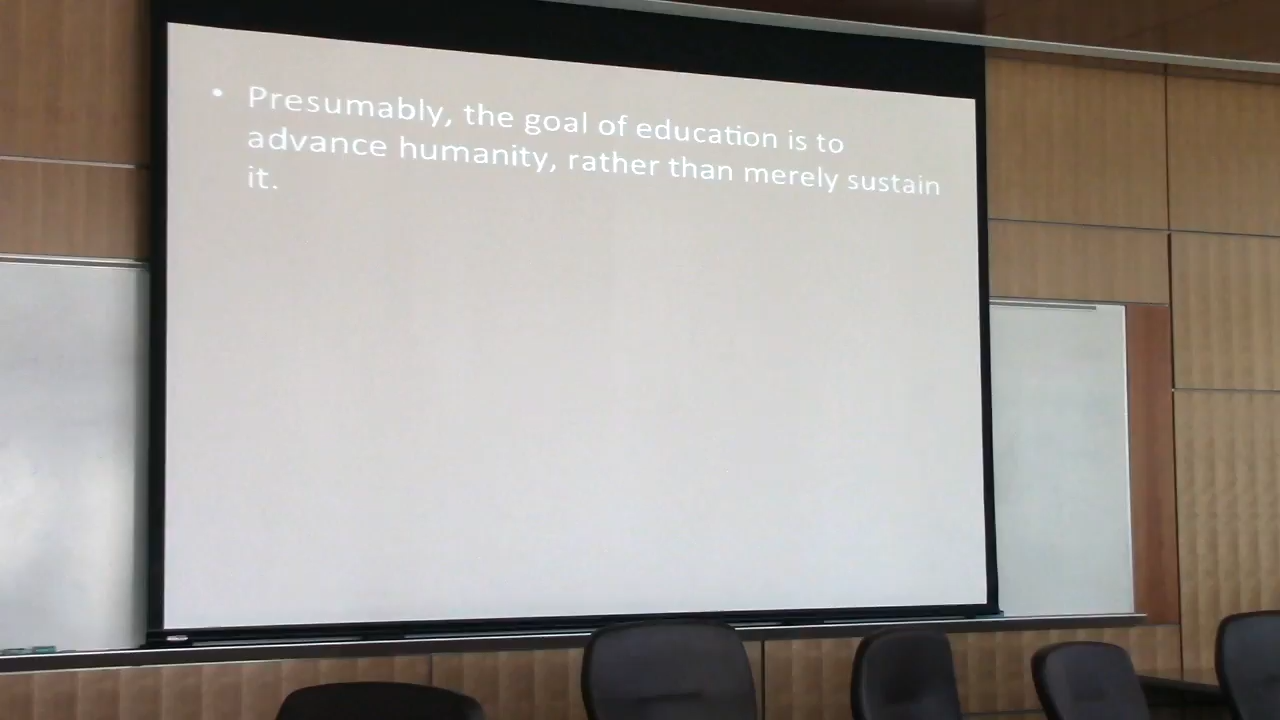 • Presumably, the goal of education is to
advance humanity, rather than merely sustain
it.